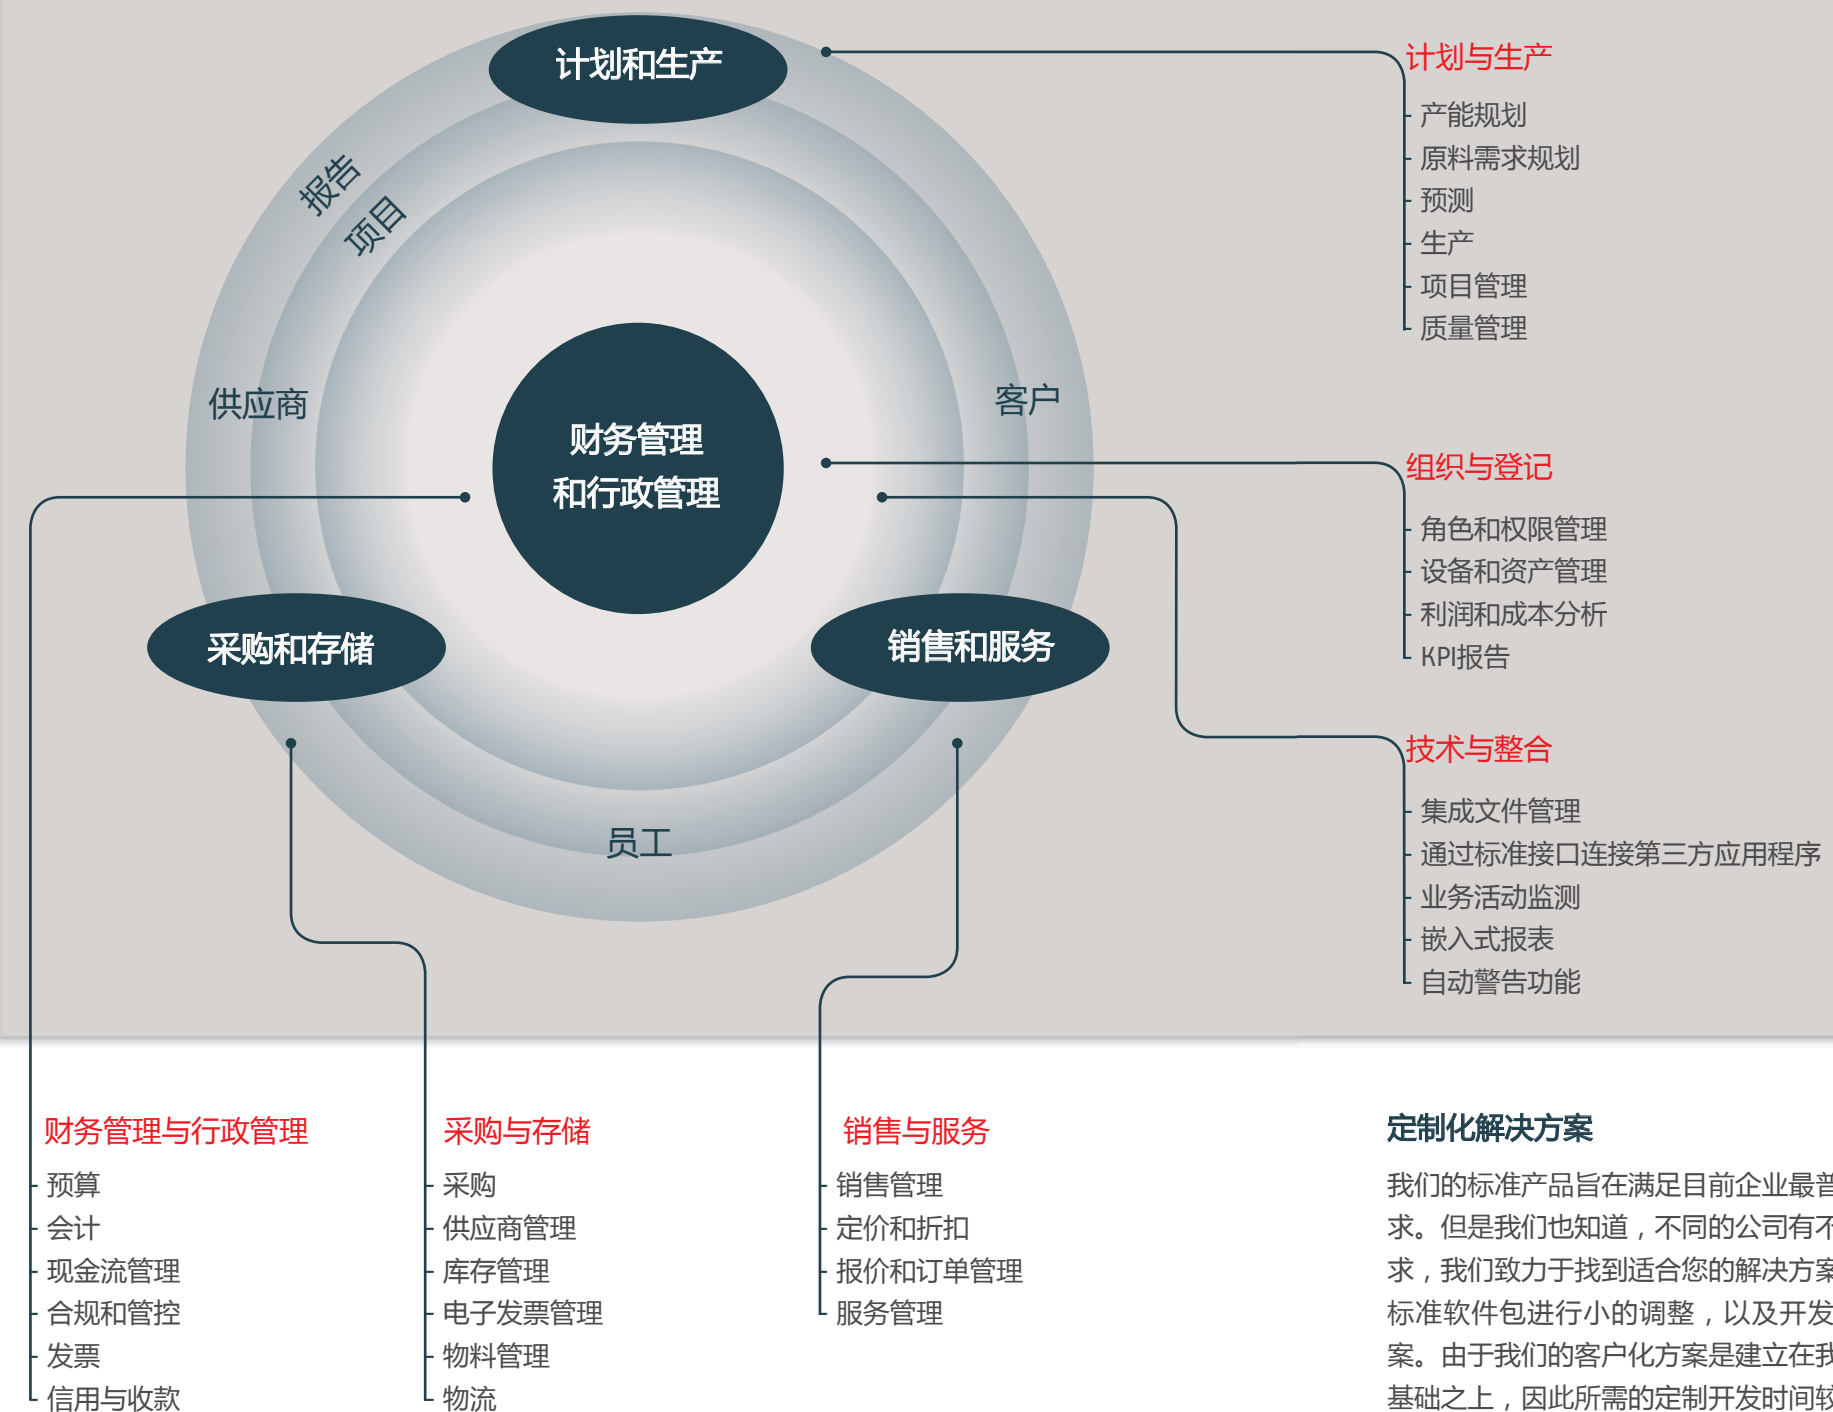 计划和生产
报告
项目
供应商
客户
财务管理
和行政管理
采购和存储
销售和服务
员工
计划与生产
产能规划
原料需求规划
预测
生产
项目管理
质量管理
组织与登记
角色和权限管理
设备和资产管理
利润和成本分析
KPI报告
技术与整合
集成文件管理
通过标准接口连接第三方应用程序
业务活动监测
嵌入式报表
自动警告功能
财务管理与行政管理
预算
会计
现金流管理
合规和管控
发票
信用与收款
采购与存储
采购
供应商管理
库存管理
电子发票管理
物料管理
物流
销售与服务
销售管理
定价和折扣
报价和订单管理
服务管理
定制化解决方案
我们的标准产品旨在满足目前企业最普
求。但是我们也知道，不同的公司有不
求，我们致力于找到适合您的解决方案
标准软件包进行小的调整，以及开发
案。由于我们的客户化方案是建立在我
基础之上，因此所需的定制开发时间较